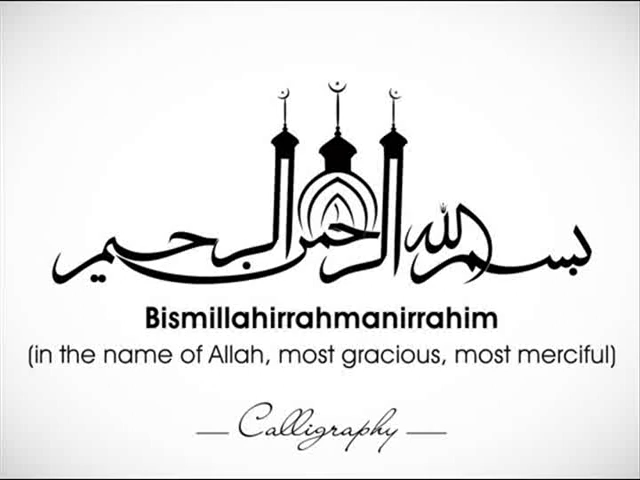 بسم الله الرحمن الرحيم
Bismillahirrahmanirrahim
(in the name of Allah, most gracious, most merciful)
Calligraphy